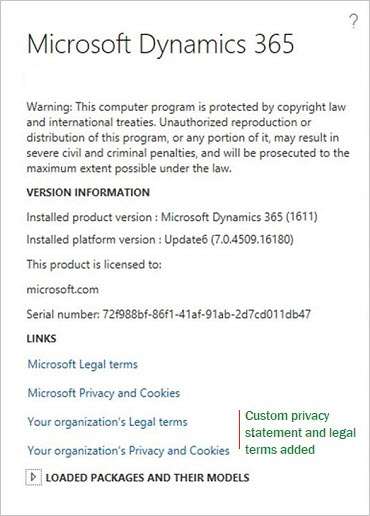 ?
Microsoft Dynamics 365
Warning: This computer program is protected by copyright law
and international treaties. Unauthorized reproduction or
distribution of this program, or any portion of it, may result in
severe civil and criminal penalties, and will be prosecuted to the
maximum extent possible under the law.
VERSION INFORMATION
Installed product version : Microsoft Dynamics 365 (1611)
Installed platform version : Update6 (7.0.4509.16180)
This product is licensed to:
microsoft.com
Serial number: 72f988bf-86f1-41af-91ab-2d7cd011db47
LINKS
Microsoft Legal terms
Microsoft Privacy and Cookies
Your organization's Legal terms
Your organization's Privacy and Cookies
Custom privacy
statement and legal
terms added
LOADED PACKAGES AND THEIR MODELS